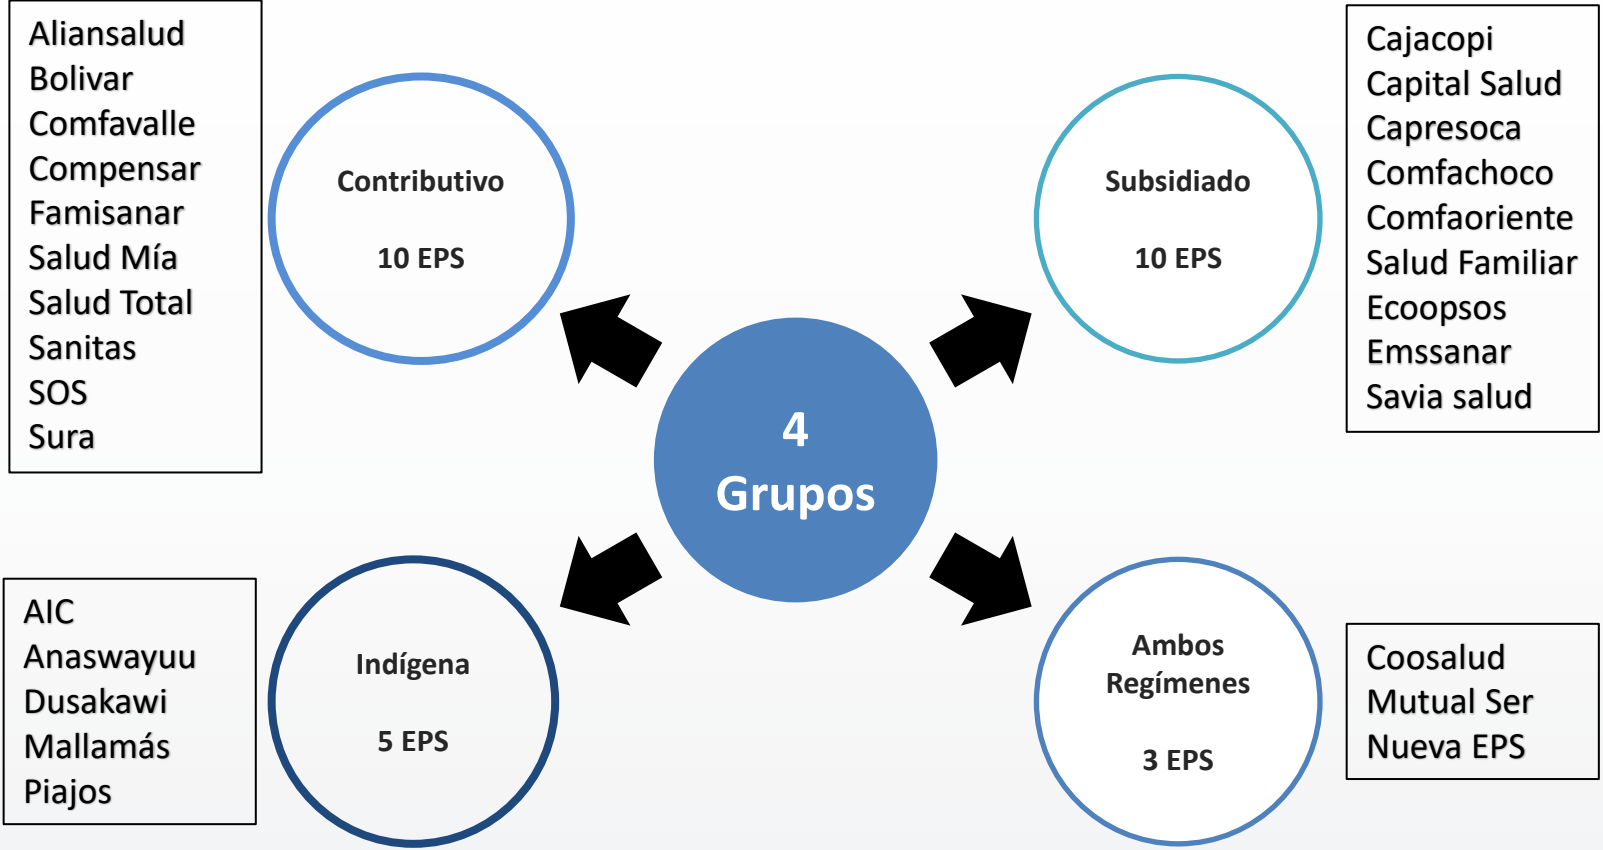 Aliansalud
Bolivar
Comfavalle
Compensar
Famisanar
Salud Mía
Salud Total
Sanitas
SOS
Sura
Contributivo
10 EPS
Subsidiado
10 EPS
Cajacopi
Capital Salud
Capresoca
Comfachoco
Comfaoriente
Salud Familiar
Ecoopsos
Emssanar
Savia salud
4
Grupos
AIC
Anaswayuu
Dusakawi
Mallamás
Piajos
Indígena
5 EPS
Ambos
Regímenes
3 EPS
Coosalud
Mutual Ser
Nueva EPS